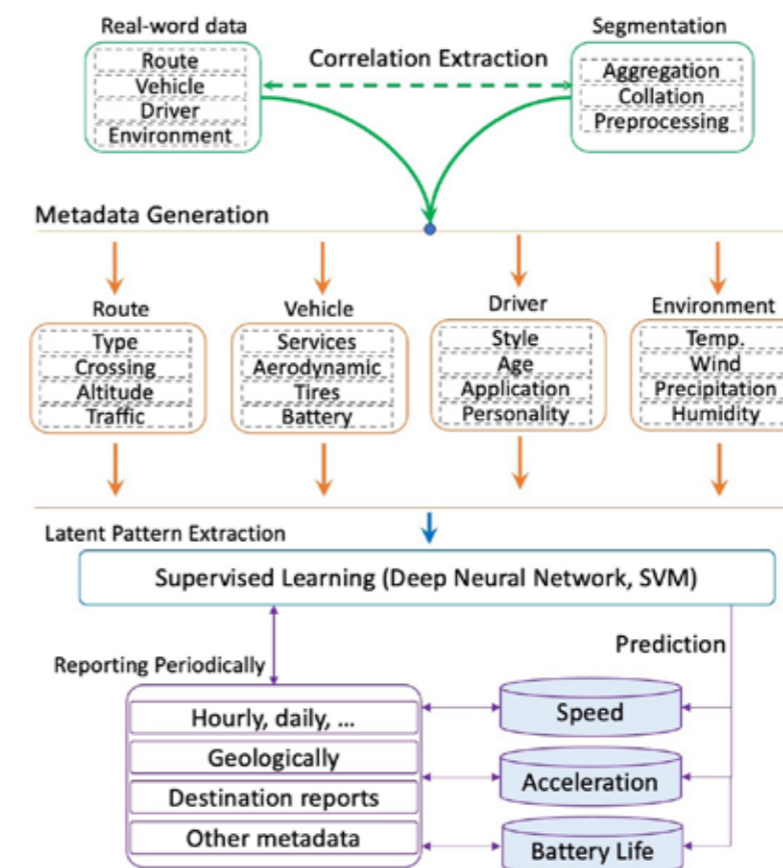 Real-word data
Segmentation
Route
Vehicle
Driver
Environment
Correlation Extraction
Aggregation
Collation
Preprocessing
Metadata Generation
Route
Type
Crossing
Altitude
Traffic
Vehicle
Services
Aerodynamic
Tires
Battery
Driver
Style
Age
Application
Personality
Environment
Temp.
Wind
Precipitation
Humidity
Latent Pattern Extraction
Supervised Learning (Deep Neural Network, SVM)
Prediction
Reporting Periodically
Hourly, daily, ...
Geologically
Destination reports
Other metadata
Speed
Acceleration
Battery Life